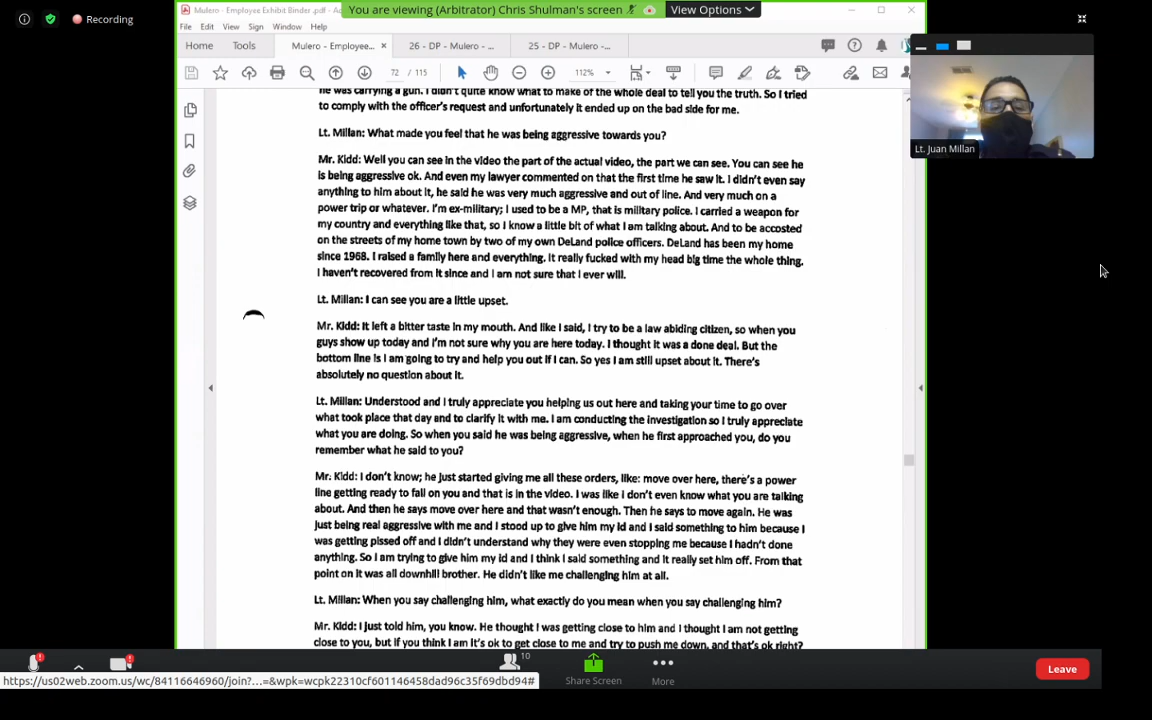 Recording
Mulero - Employee Exhibit Binder .pdf -
You are viewing (Arbitrator) Chris Shulman's screen
View Options
File Edit View Sign Window Help
Home Tools Mulero - Employee... × 26 - DP - Mulero - ... 25 - DP - Mulero -...
72 / 115 112%
he was carrying a gun. I didn't quite know what to make of the whole deal to tell you the truth. So I tried
to comply with the officer's request and unfortunately it ended up on the bad side for me.
Lt. Millan: What made you feel that he was being aggressive towards you?
Mr. Kidd: Well you can see in the video the part of the actual video, the part we can see. You can see he
is being aggressive ok. And even my lawyer commented on that the first time he saw it. I didn't even say
anything to him about it, he said he was very much aggressive and out of line. And very much on a
power trip or whatever. I'm ex-military; I used to be a MP, that is military police. I carried a weapon for
my country and everything like that, so I know a little bit of what I am talking about. And to be accosted
on the streets of my home town by two of my own DeLand police officers. DeLand has been my home
since 1968. I raised a family here and everything. It really fucked with my head big time the whole thing.
I haven't recovered from it since and I am not sure that I ever will.
Lt. Millan: I can see you are a little upset.
Mr. Kidd: It left a bitter taste in my mouth. And like I said, I try to be a law abiding citizen, so when you
guys show up today and I'm not sure why you are here today. I thought it was a done deal. But the
bottom line is I am going to try and help you out if I can. So yes I am still upset about it. There's
absolutely no question about it.
Lt. Millan: Understood and I truly appreciate you helping us out here and taking your time to go over
what took place that day and to clarify it with me. I am conducting the investigation so I truly appreciate
what you are doing. So when you said he was being aggressive, when he first approached you, do you
remember what he said to you?
Mr. Kidd: I don't know; he just started giving me all these orders, like: move over here, there's a power
line getting ready to fall on you and that is in the video. I was like I don't even know what you are talking
about. And then he says move over here and that wasn't enough. Then he says to move again. He was
just being real aggressive with me and I stood up to give him my id and I said something to him because I
was getting pissed off and I didn't understand why they were even stopping me because I hadn't done
anything. So I am trying to give him my id and I think I said something and it really set him off. From that
point on it was all downhill brother. He didn't like me challenging him at all.
Lt. Millan: When you say challenging him, what exactly do you mean when you say challenging him?
Mr. Kidd: I just told him, you know. He thought I was getting close to him and I thought I am not getting
close to you, but if you think I am it's ok to get close to me and try to push me down, and that's ok right?
Lt. Juan Millan
10
Share Screen
More
Leave
https://us02web.zoom.us/wc/84116646960/join?...=&wpk=wcpk22310cf601146458dad96c35f69dbd94#